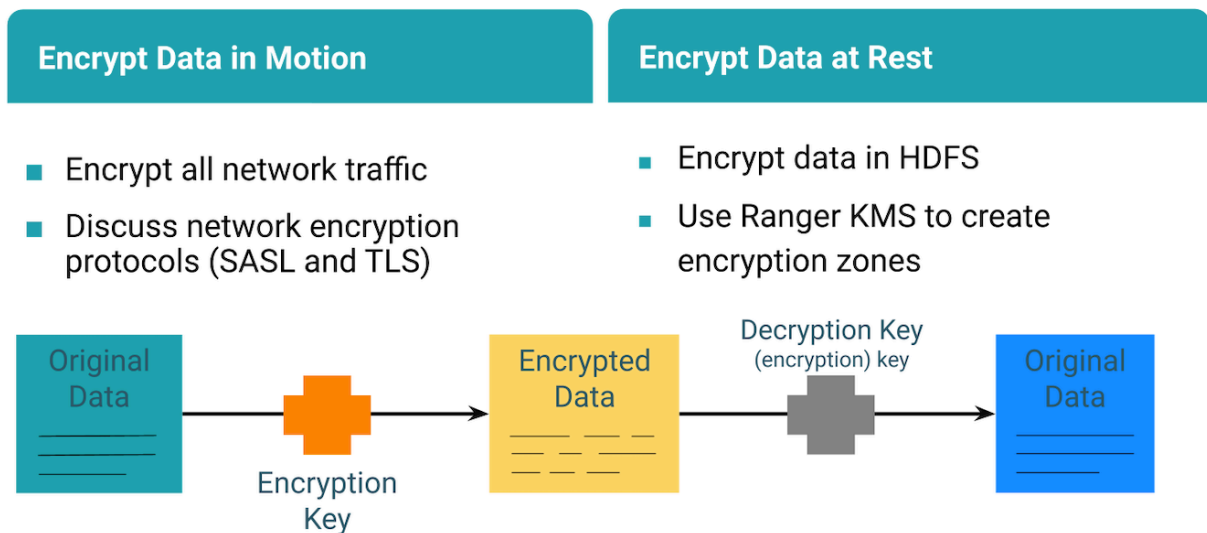 Encrypt Data in Motion
Encrypt all network traffic
Discuss network encryption
protocols (SASL and TLS)
Encrypt Data at Rest
Encrypt data in HDFS
Use Ranger KMS to create
encryption zones
Original
Data
Encryption
Key
Encrypted
Data
Decryption Key
(encryption) key
Original
Data